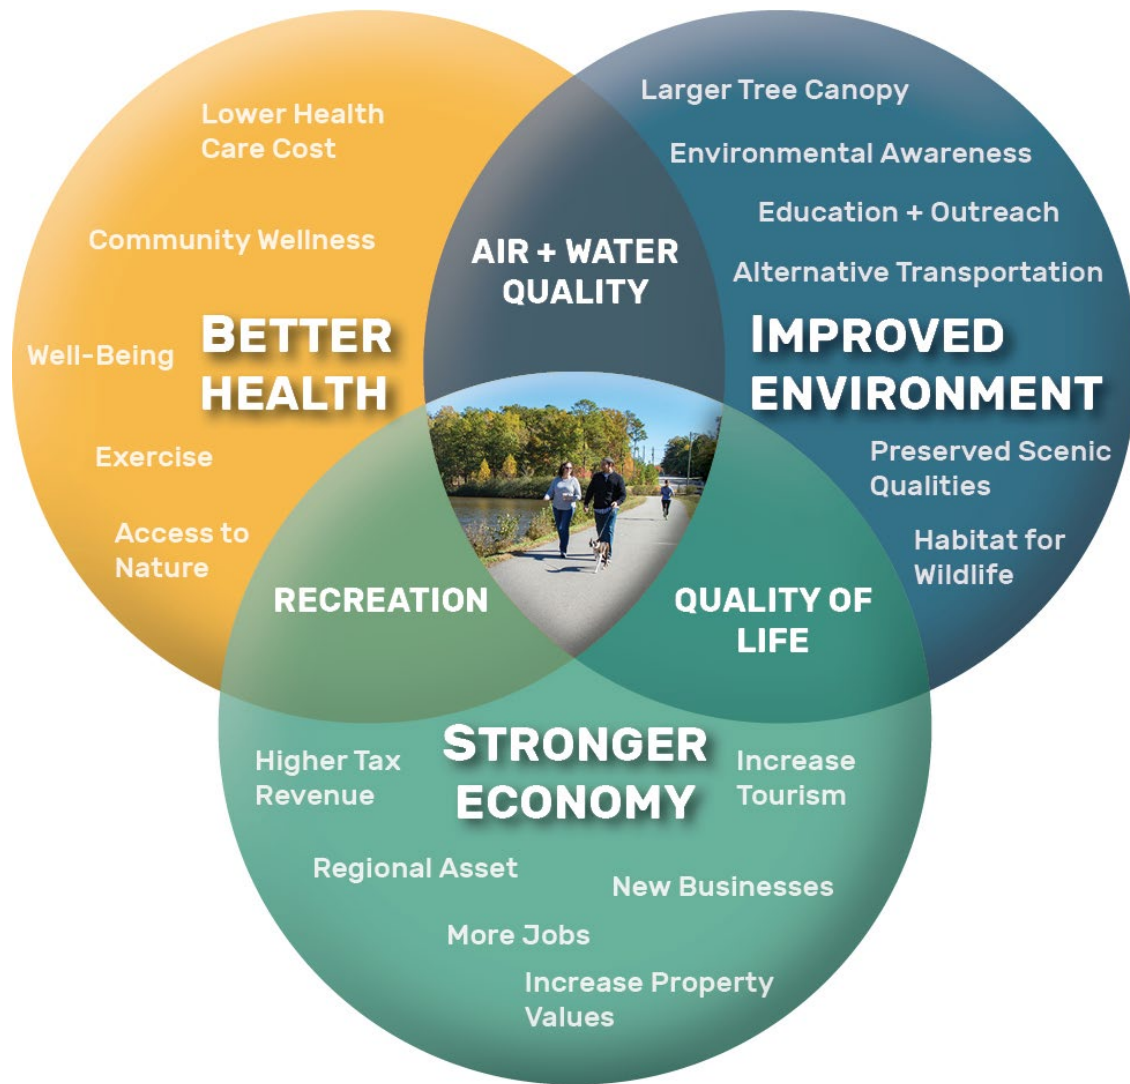 Lower Health
Care Cost
Community Wellness
Well-Being
BETTER
HEALTH
Exercise
Access to
Nature
AIR + WATER
QUALITY
Larger Tree Canopy
Environmental Awareness
Education + Outreach
Alternative Transportation
IMPROVED
ENVIRONMENT
Preserved Scenic
Qualities
Habitat for
Wildlife
RECREATION
QUALITY OF
LIFE
STRONGER
ECONOMY
Higher Tax
Revenue
Increase
Tourism
Regional Asset
New Businesses
More Jobs
Increase Property
Values